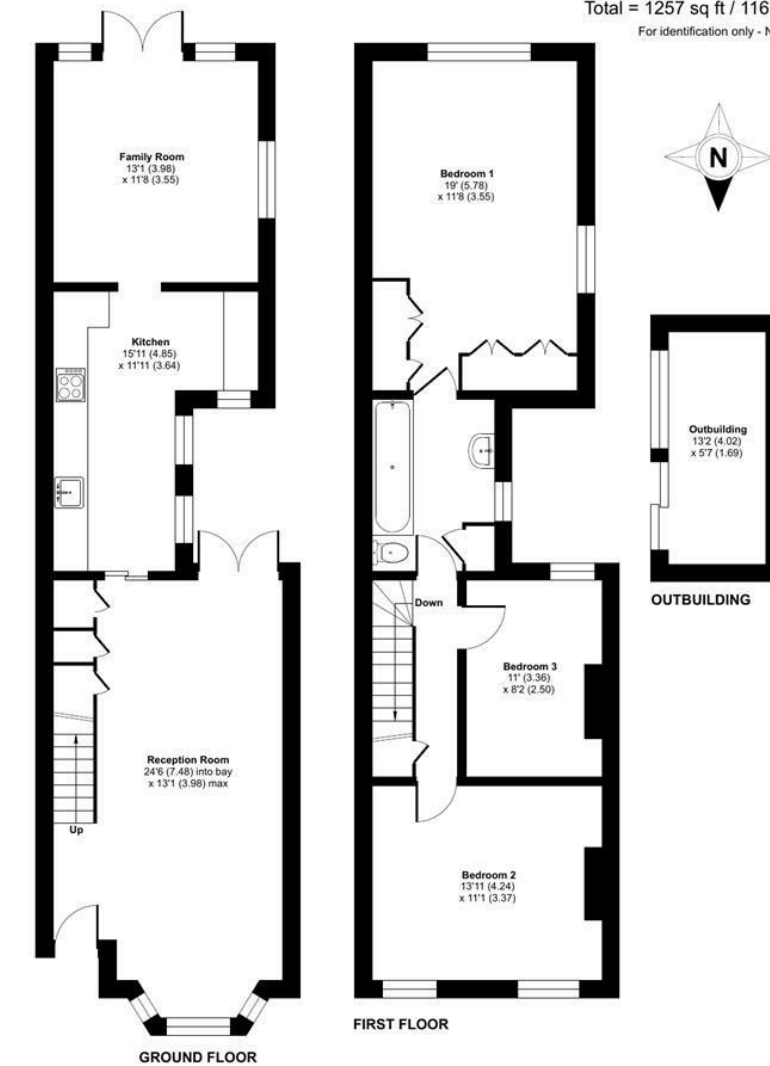 Total = 1257 sq ft / 116
For identification only - N
Family Room
13'1 (3.98)
x 11'8 (3.55)
Bedroom 1
19' (5.78)
x 11'8 (3.55)
N
Kitchen
15'11 (4.85)
x 11'11 (3.64)
Outbuilding
13'2 (4.02)
x 5'7 (1.69)
OUTBUILDING
Down
Bedroom 3
11' (3.36)
x 8'2 (2.50)
Reception Room
24'6 (7.48) into bay
x 13'1 (3.98) max
Up
Bedroom 2
13'11 (4.24)
x 11'1 (3.37)
FIRST FLOOR
GROUND FLOOR